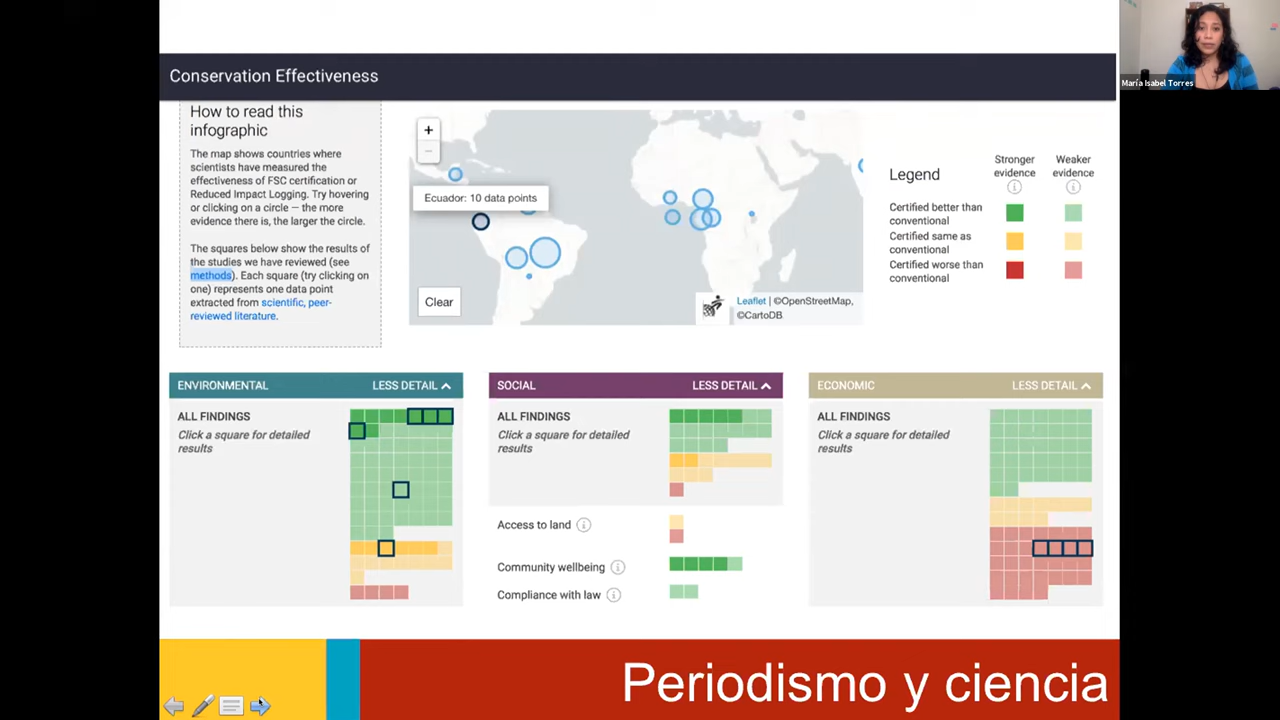 María Isabel Torres
Conservation Effectiveness
How to read this
infographic
The map shows countries where
scientists have measured the
effectiveness of FSC certification or
Reduced Impact Logging. Try hovering
or clicking on a circle — the more
evidence there is, the larger the circle.
The squares below show the results of
the studies we have reviewed (see
methods). Each square (try clicking on
one) represents one data point
extracted from scientific, peer-
reviewed literature.
+
−
Ecuador: 10 data points
Clear
Leaflet | ©OpenStreetMap,
©CartoDB
Legend
Stronger
evidence
Weaker
evidence
Certified better than
conventional
Certified same as
conventional
Certified worse than
conventional
ENVIRONMENTAL LESS DETAIL
ALL FINDINGS
Click a square for detailed
results
SOCIAL LESS DETAIL
ALL FINDINGS
Click a square for detailed
results
Access to land
Community wellbeing
Compliance with law
ECONOMIC LESS DETAIL
ALL FINDINGS
Click a square for detailed
results
Periodismo y ciencia